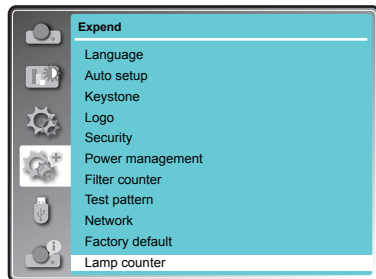 Expend
Language
Auto setup
Keystone
Logo
Security
Power management
Filter counter
Test pattern
Network
Factory default
Lamp counter